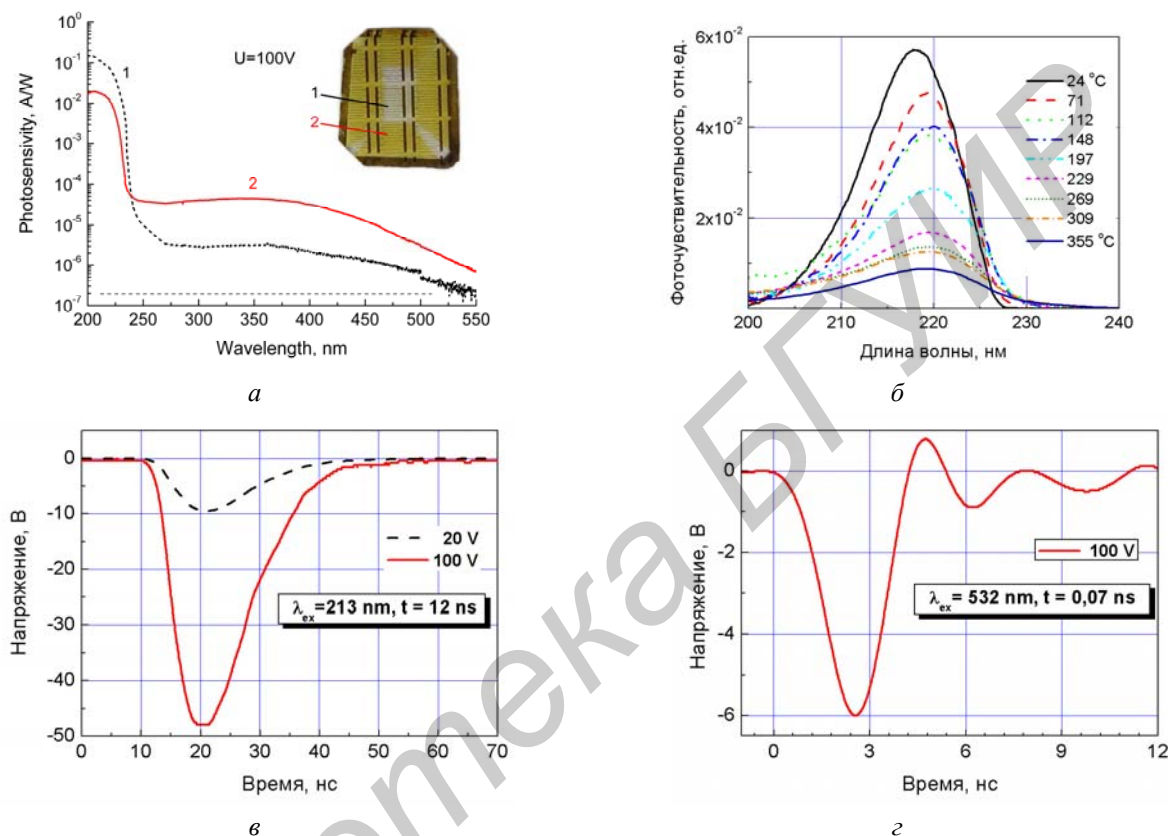 Photosensivity, A/W
10⁰
10⁻¹
10⁻²
10⁻³
10⁻⁴
10⁻⁵
10⁻⁶
10⁻⁷
1
2
U=100V
1
2
200 250 300 350 400 450 500 550
Wavelength, nm
а
Фоточувствительность, отн.ед.
6x10⁻²
4x10⁻²
2x10⁻²
24 °C
71
112
148
197
229
269
309
355 °C
200 210 220 230 240
Длина волны, нм
б
Напряжение, В
0
-10
-20
-30
-40
-50
20 V
100 V
λex=213 nm, t = 12 ns
0 10 20 30 40 50 60 70
Время, нс
в
Напряжение, В
0
-2
-4
-6
100 V
λex= 532 nm, t = 0,07 ns
0 3 6 9 12
Время, нс
г
отека БГУИР